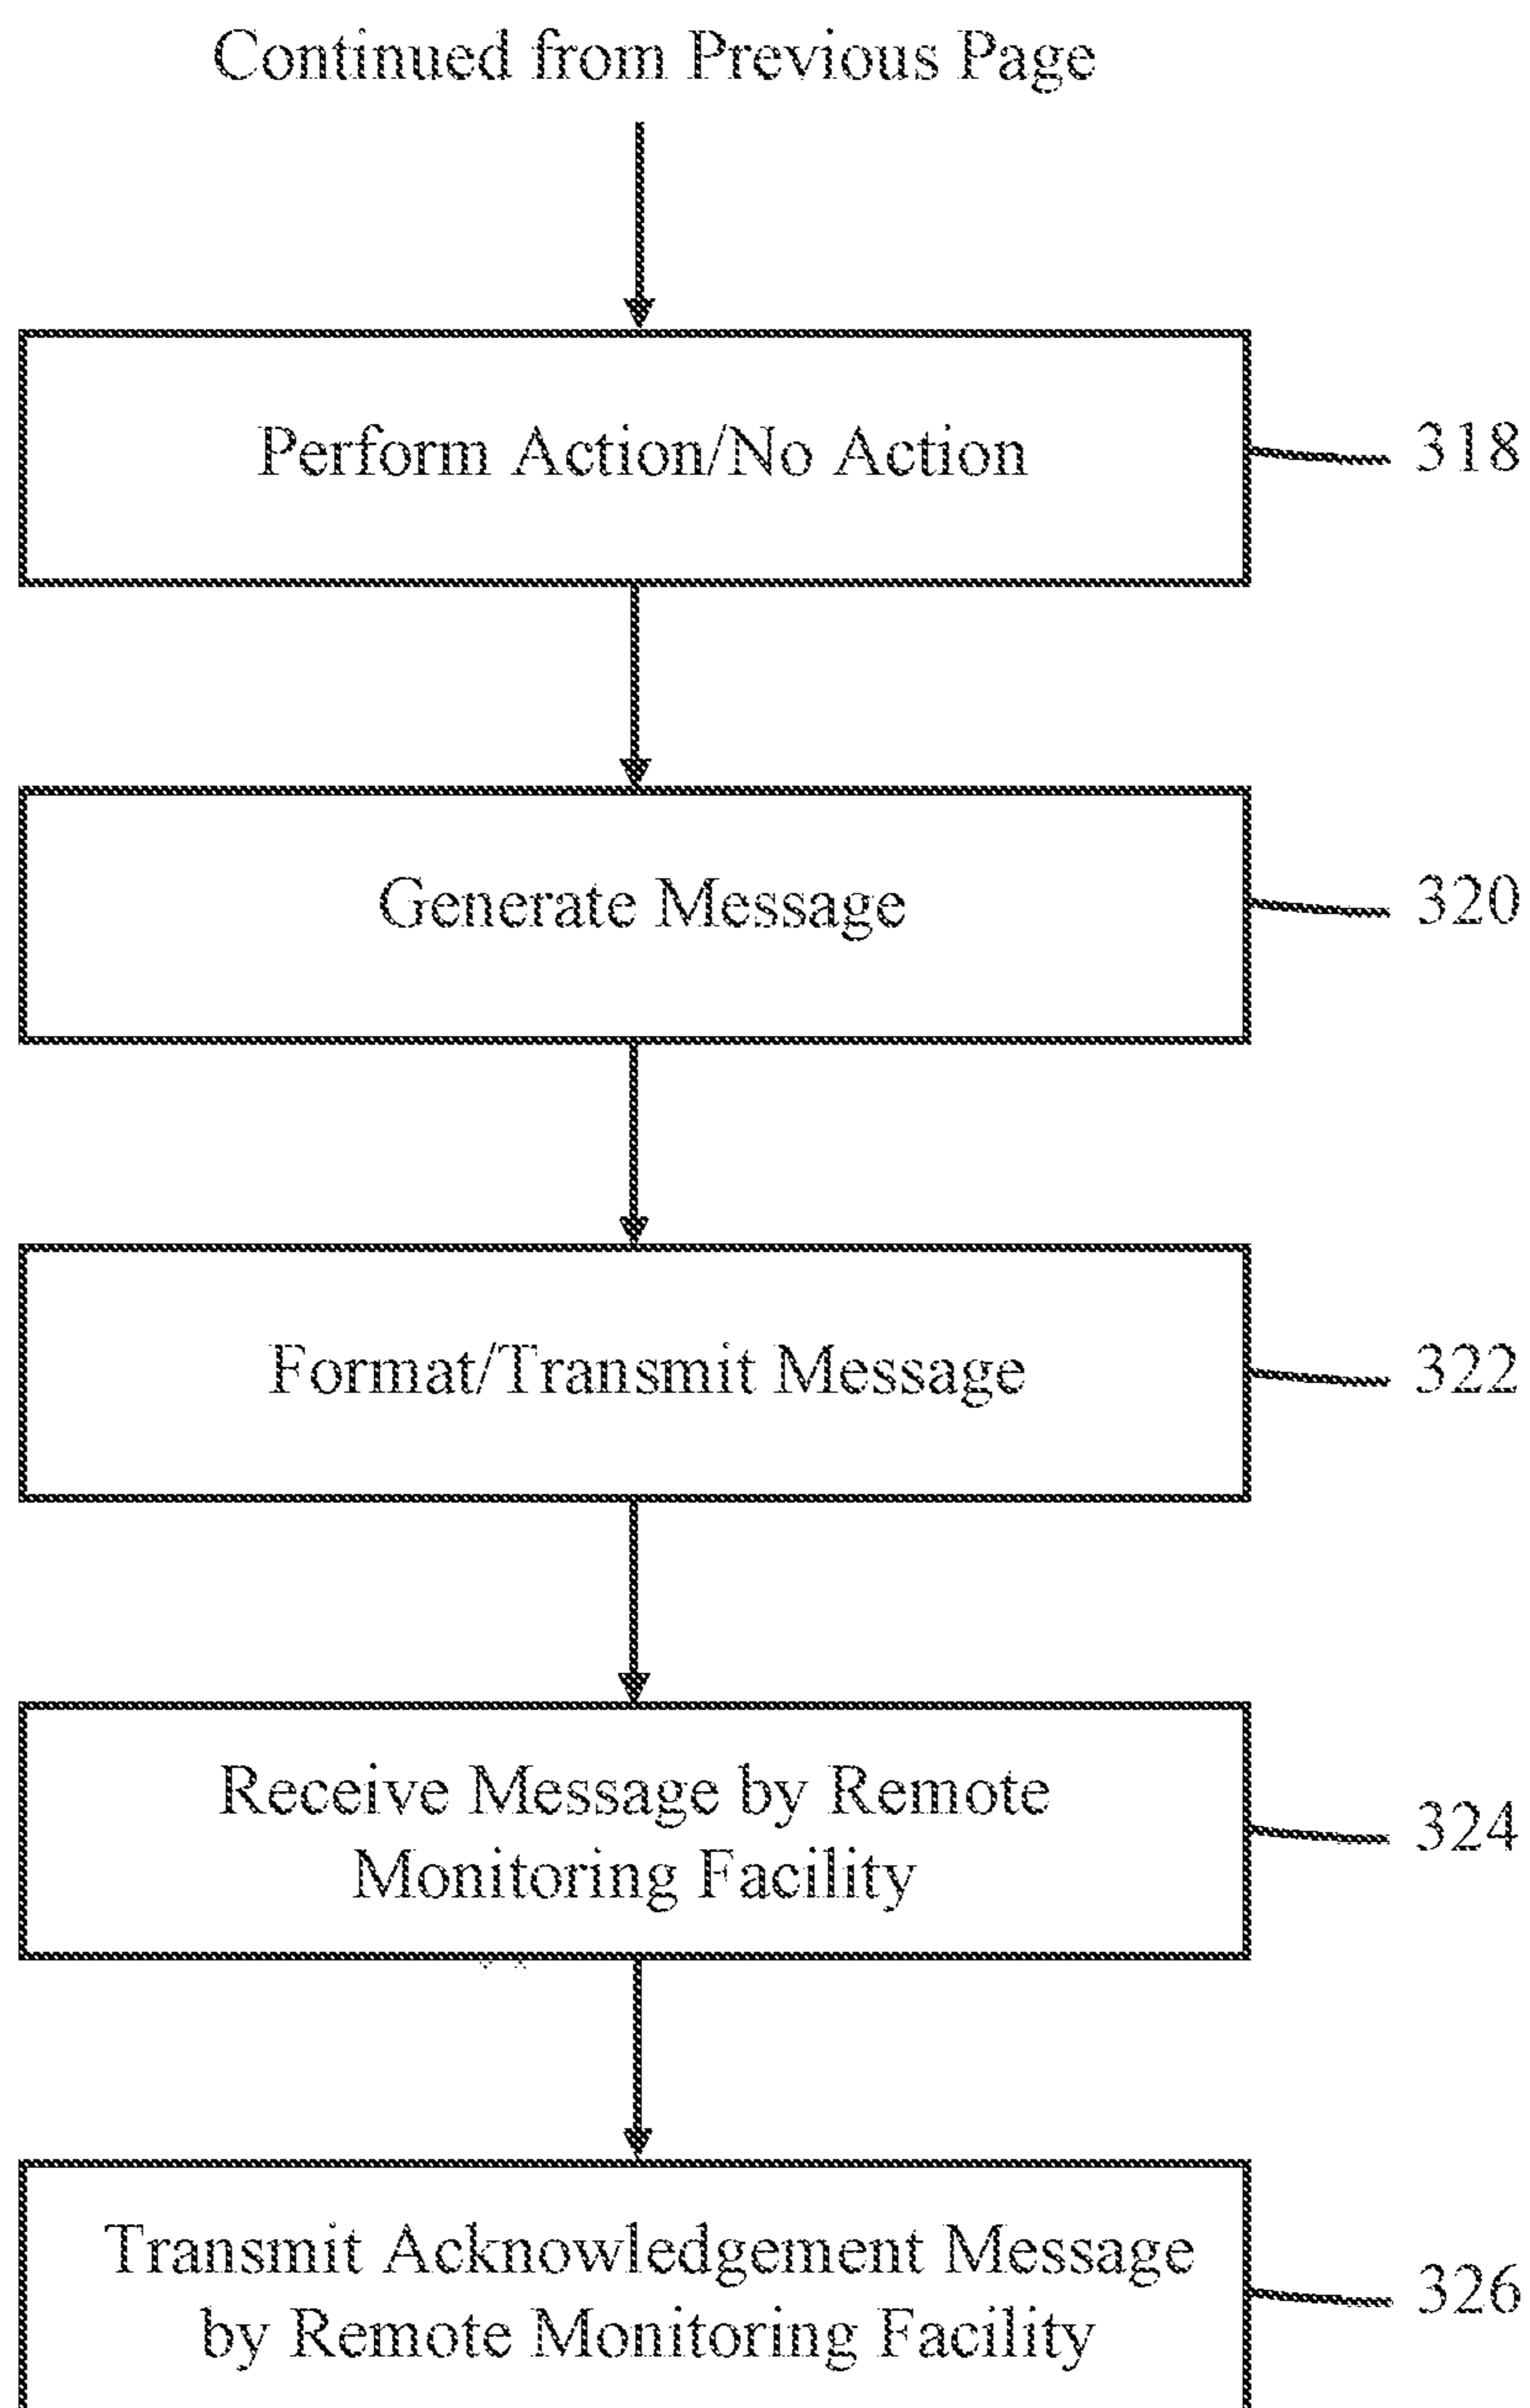 Continued from Previous Page
Perform Action/No Action
318
Generate Message
320
Format/Transmit Message
322
Receive Message by Remote
Monitoring Facility
324
Transmit Acknowledgement Message
by Remote Monitoring Facility
326